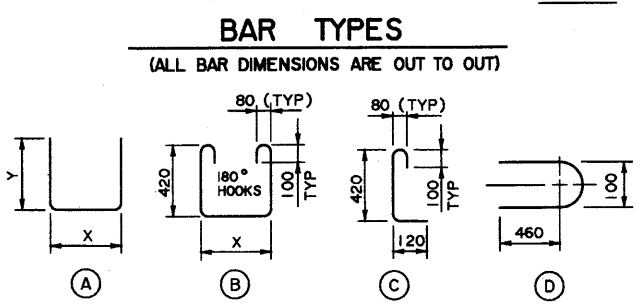 BAR TYPES
(ALL BAR DIMENSIONS ARE OUT TO OUT)
80 (TYP)
80 (TYP)
Y
X
420
180°
HOOKS
100
TYP
X
420
100
TYP
120
460
100
A
B
C
D